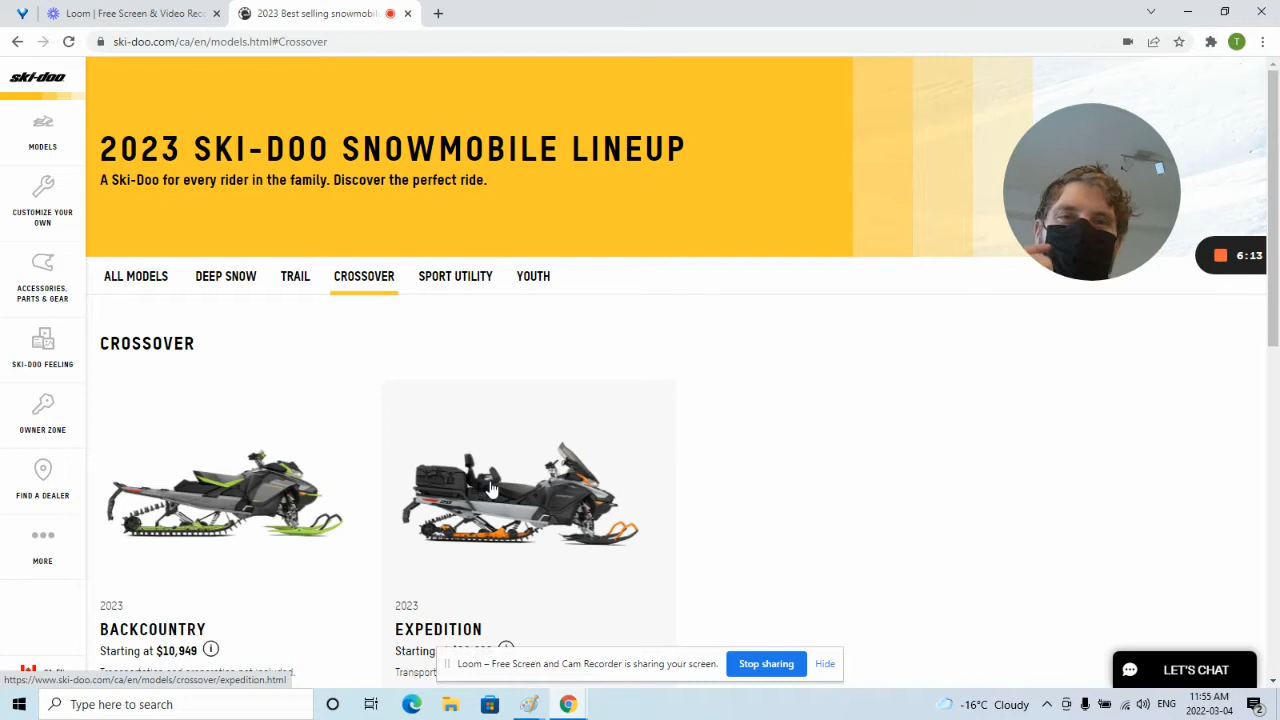 Loom | Free Screen & Video Rec
2023 Best selling snowmobil
ski-doo.com/ca/en/models.html#Crossover
T
ski-doo
MODELS
CUSTOMIZE YOUR
OWN
ACCESSORIES,
PARTS & GEAR
SKI-DOO FEELING
OWNER ZONE
FIND A DEALER
MORE
2023 SKI-DOO SNOWMOBILE LINEUP
A Ski-Doo for every rider in the family. Discover the perfect ride.
6:13
ALL MODELS DEEP SNOW TRAIL CROSSOVER SPORT UTILITY YOUTH
CROSSOVER
2023
BACKCOUNTRY
Starting at $10,949
2023
EXPEDITION
Starting
Loom – Free Screen and Cam Recorder is sharing your screen. Stop sharing Hide
LET'S CHAT
https://www.ski-doo.com/ca/en/models/crossover/expedition.html
Type here to search
-16°C Cloudy
ENG
11:55 AM
2022-03-04
2